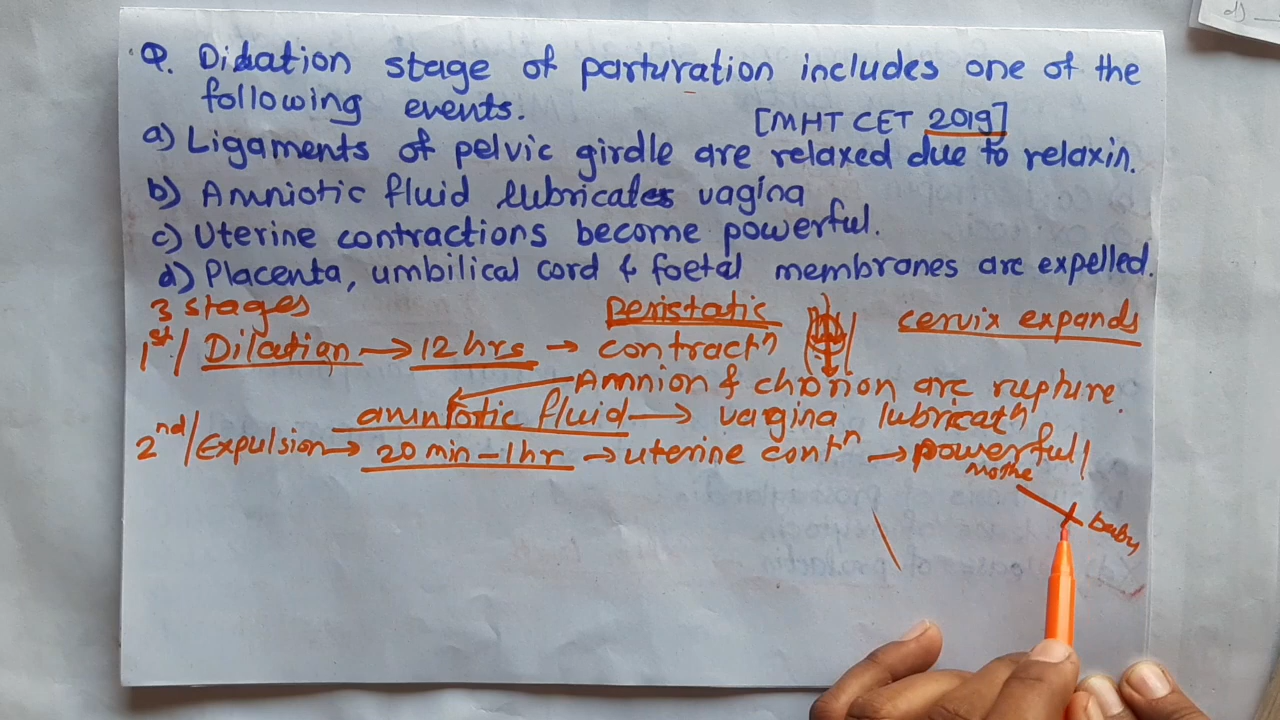 Q. Dilation stage of parturation includes one of the
following events.
[MHT CET 2019]
a) Ligaments of pelvic girdle are relaxed due to relaxin.
b) Amniotic fluid lubricates vagina
c) Uterine contractions become powerful.
d) Placenta, umbilical cord & foetal membranes are expelled.
3 stages
1st/ Dilation → 12 hrs → peristatic contractn
cervix expands
Amnion & chorion are rupture.
amniotic fluid → vagina lubricatn
2nd/ Expulsion → 20 min - 1 hr → uterine contn → powerful/
Mothe
baby
d)